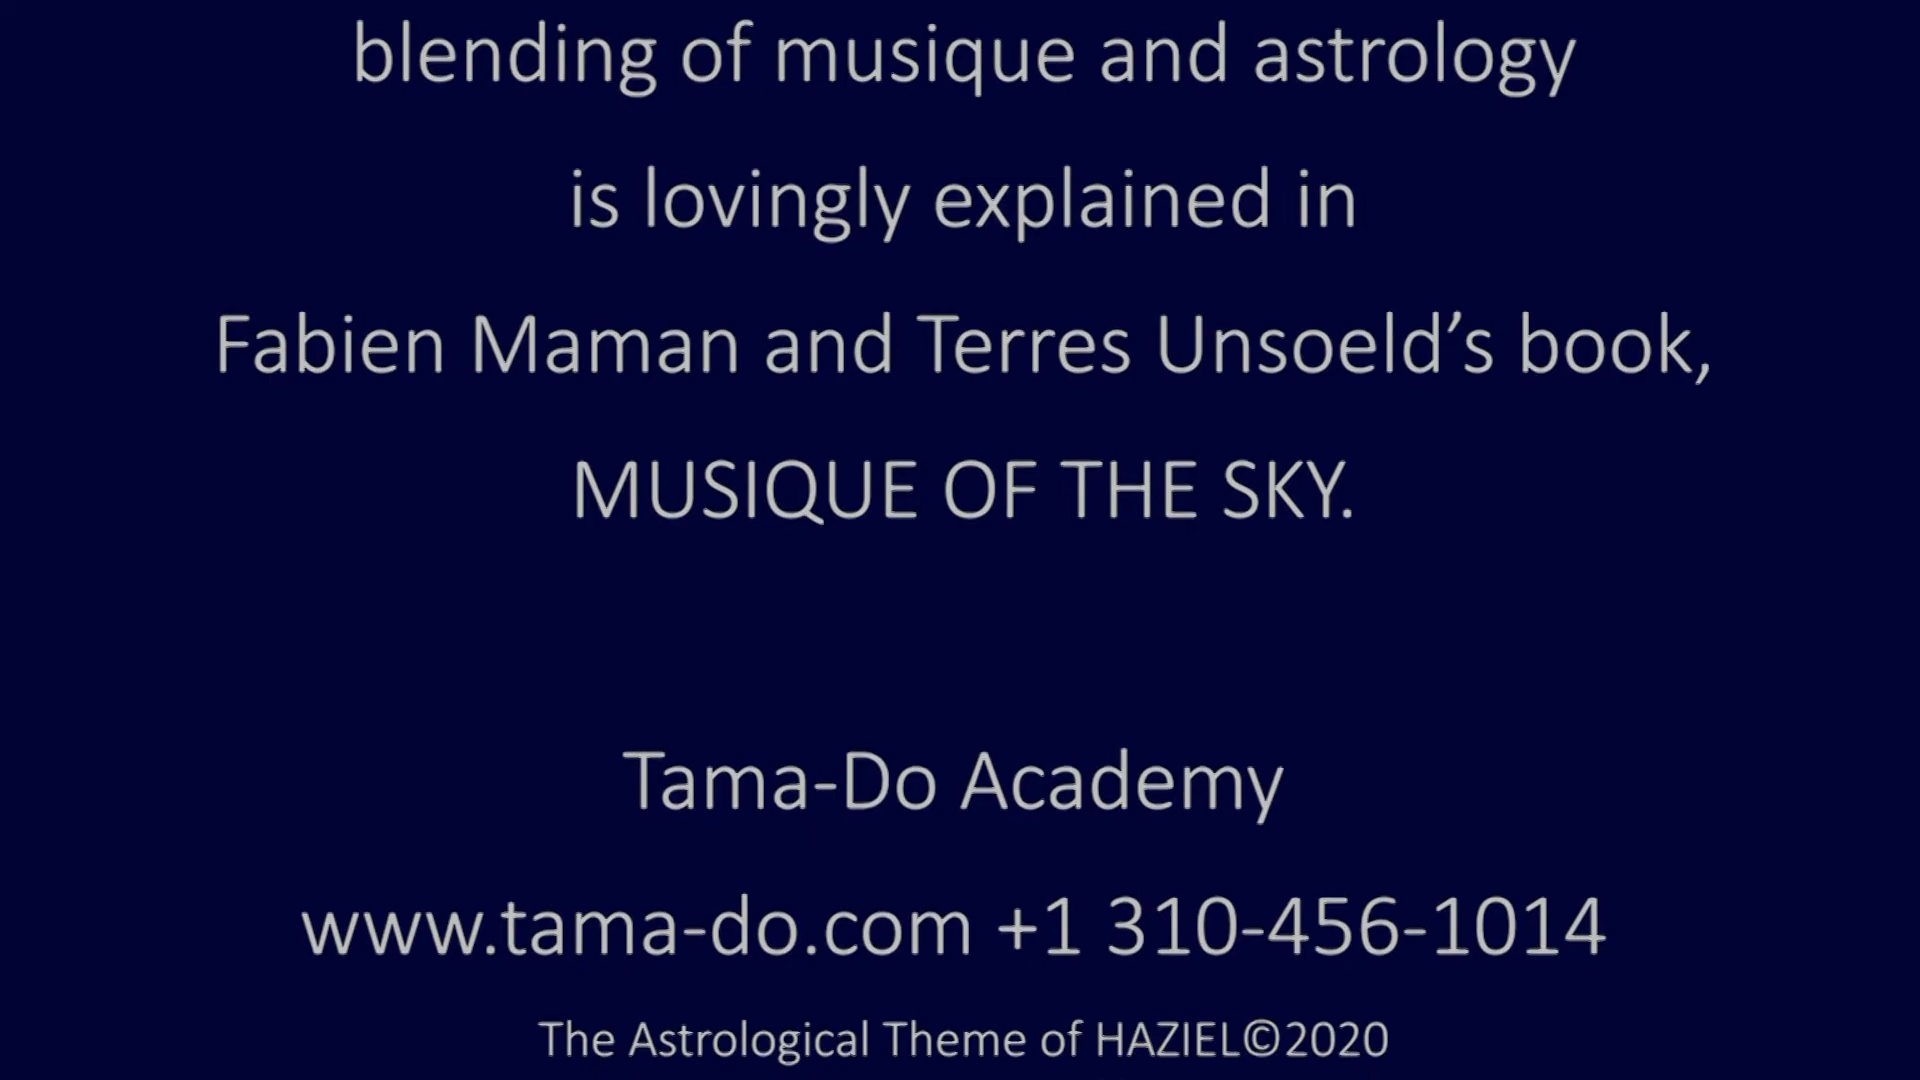 blending of musique and astrology
is lovingly explained in
Fabien Maman and Terres Unsoeld’s book,
MUSIQUE OF THE SKY.
Tama-Do Academy
www.tama-do.com +1 310-456-1014
The Astrological Theme of HAZIEL©2020